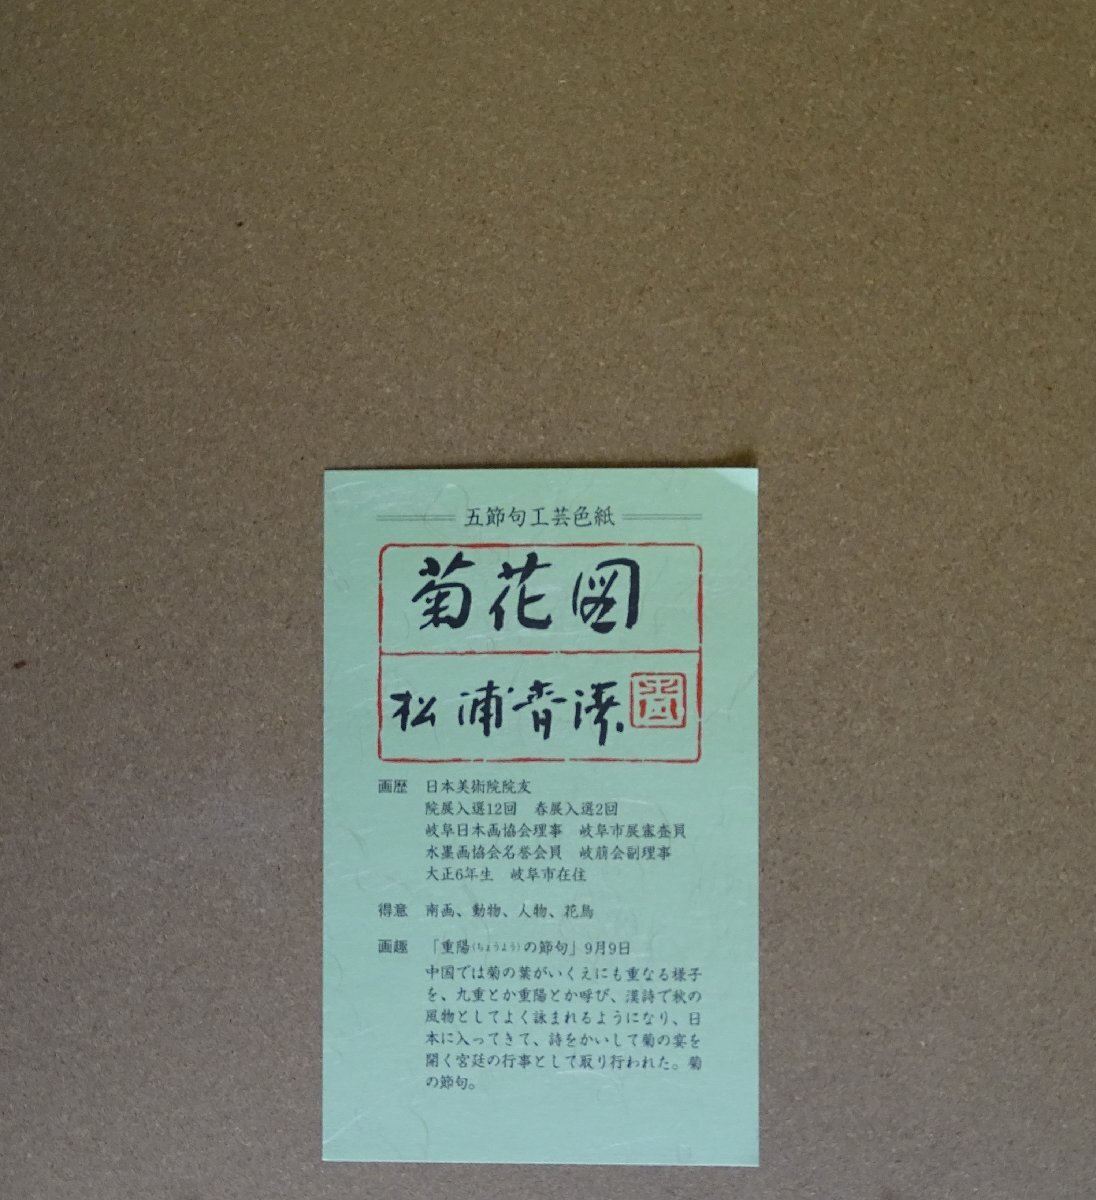 五節句工芸色紙
菊花図
松浦青澪
画歴 日本美術院院友
院展入選12回 春展入選2回
岐阜日本画協会理事 岐阜市展審査員
水墨画協会名誉会員 岐萠会副理事
大正6年生 岐阜市在住
得意 南画、動物、人物、花鳥
画趣 「重陽(ちょうよう)の節句」9月9日
中国では菊の葉がいくえにも重なる様子
を、九重とか重陽とか呼び、漢詩で秋の
風物としてよく詠まれるようになり、日
本に入ってきて、詩をかいして菊の宴を
開く宮廷の行事として取り行われた。菊
の節句。